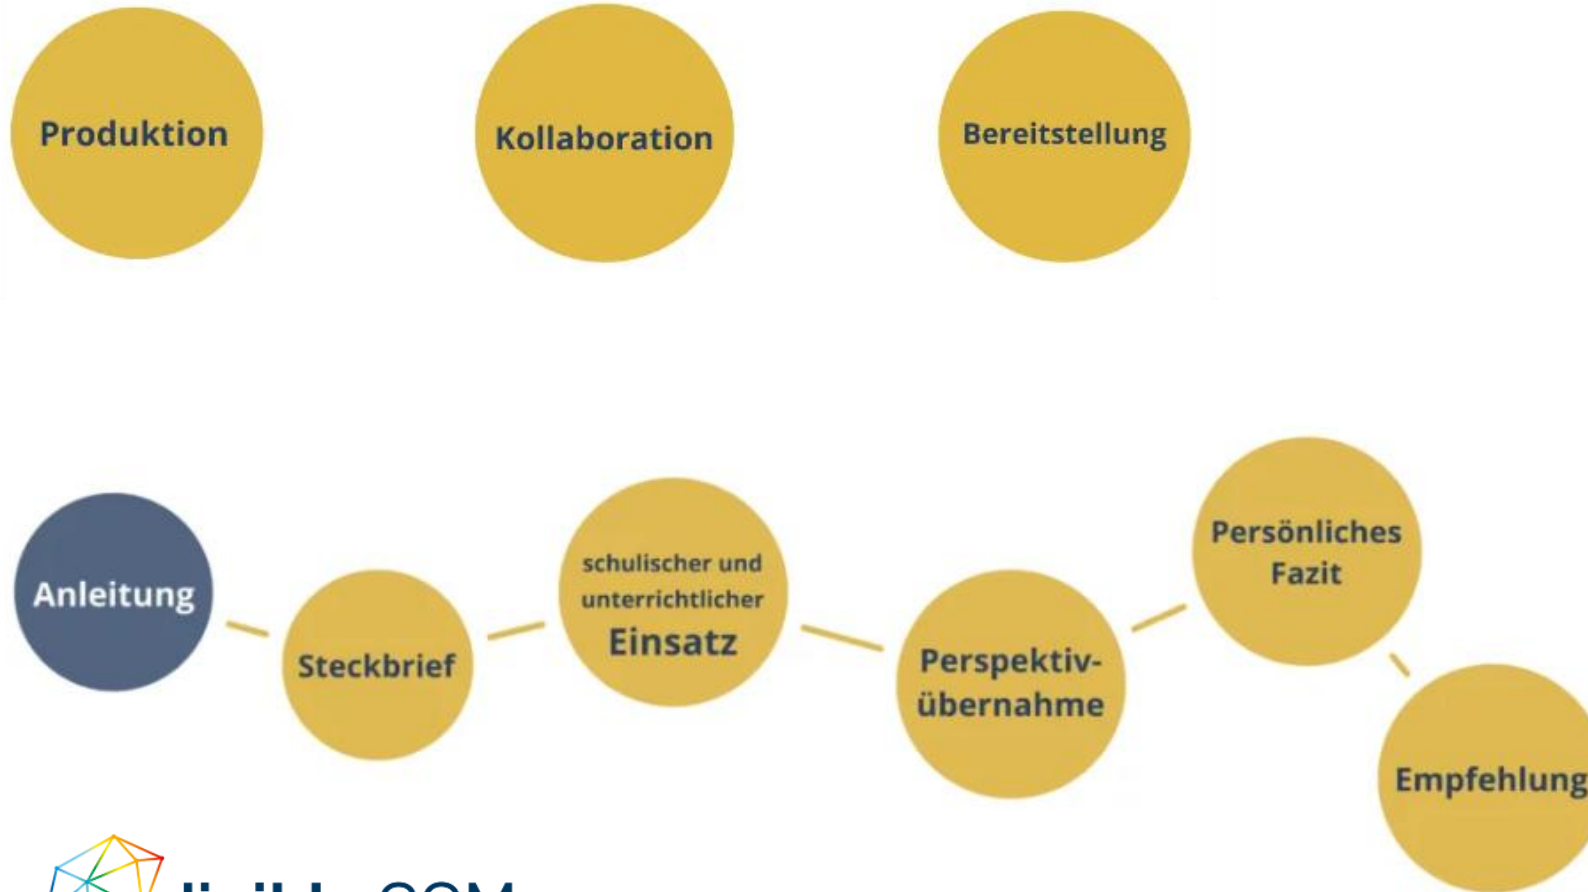 Produktion
Kollaboration
Bereitstellung
Anleitung
Steckbrief
schulischer und
unterrichtlicher
Einsatz
Perspektiv-
übernahme
Persönliches
Fazit
Empfehlung